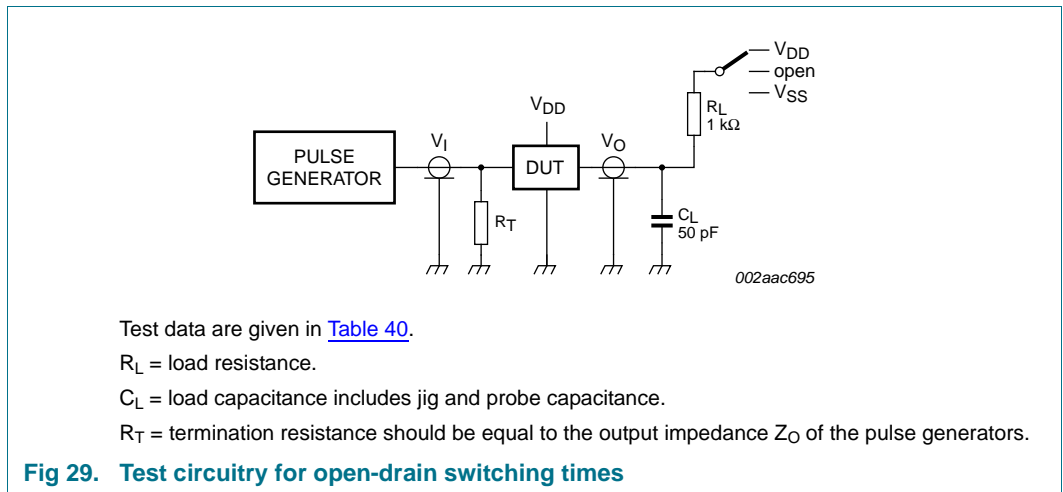 V_DD
open
V_SS
R_L
1 kΩ
V_DD
V_I
V_O
PULSE
GENERATOR
DUT
R_T
C_L
50 pF
002aac695
Test data are given in Table 40.
R_L = load resistance.
C_L = load capacitance includes jig and probe capacitance.
R_T = termination resistance should be equal to the output impedance Z_O of the pulse generators.
Fig 29. Test circuitry for open-drain switching times